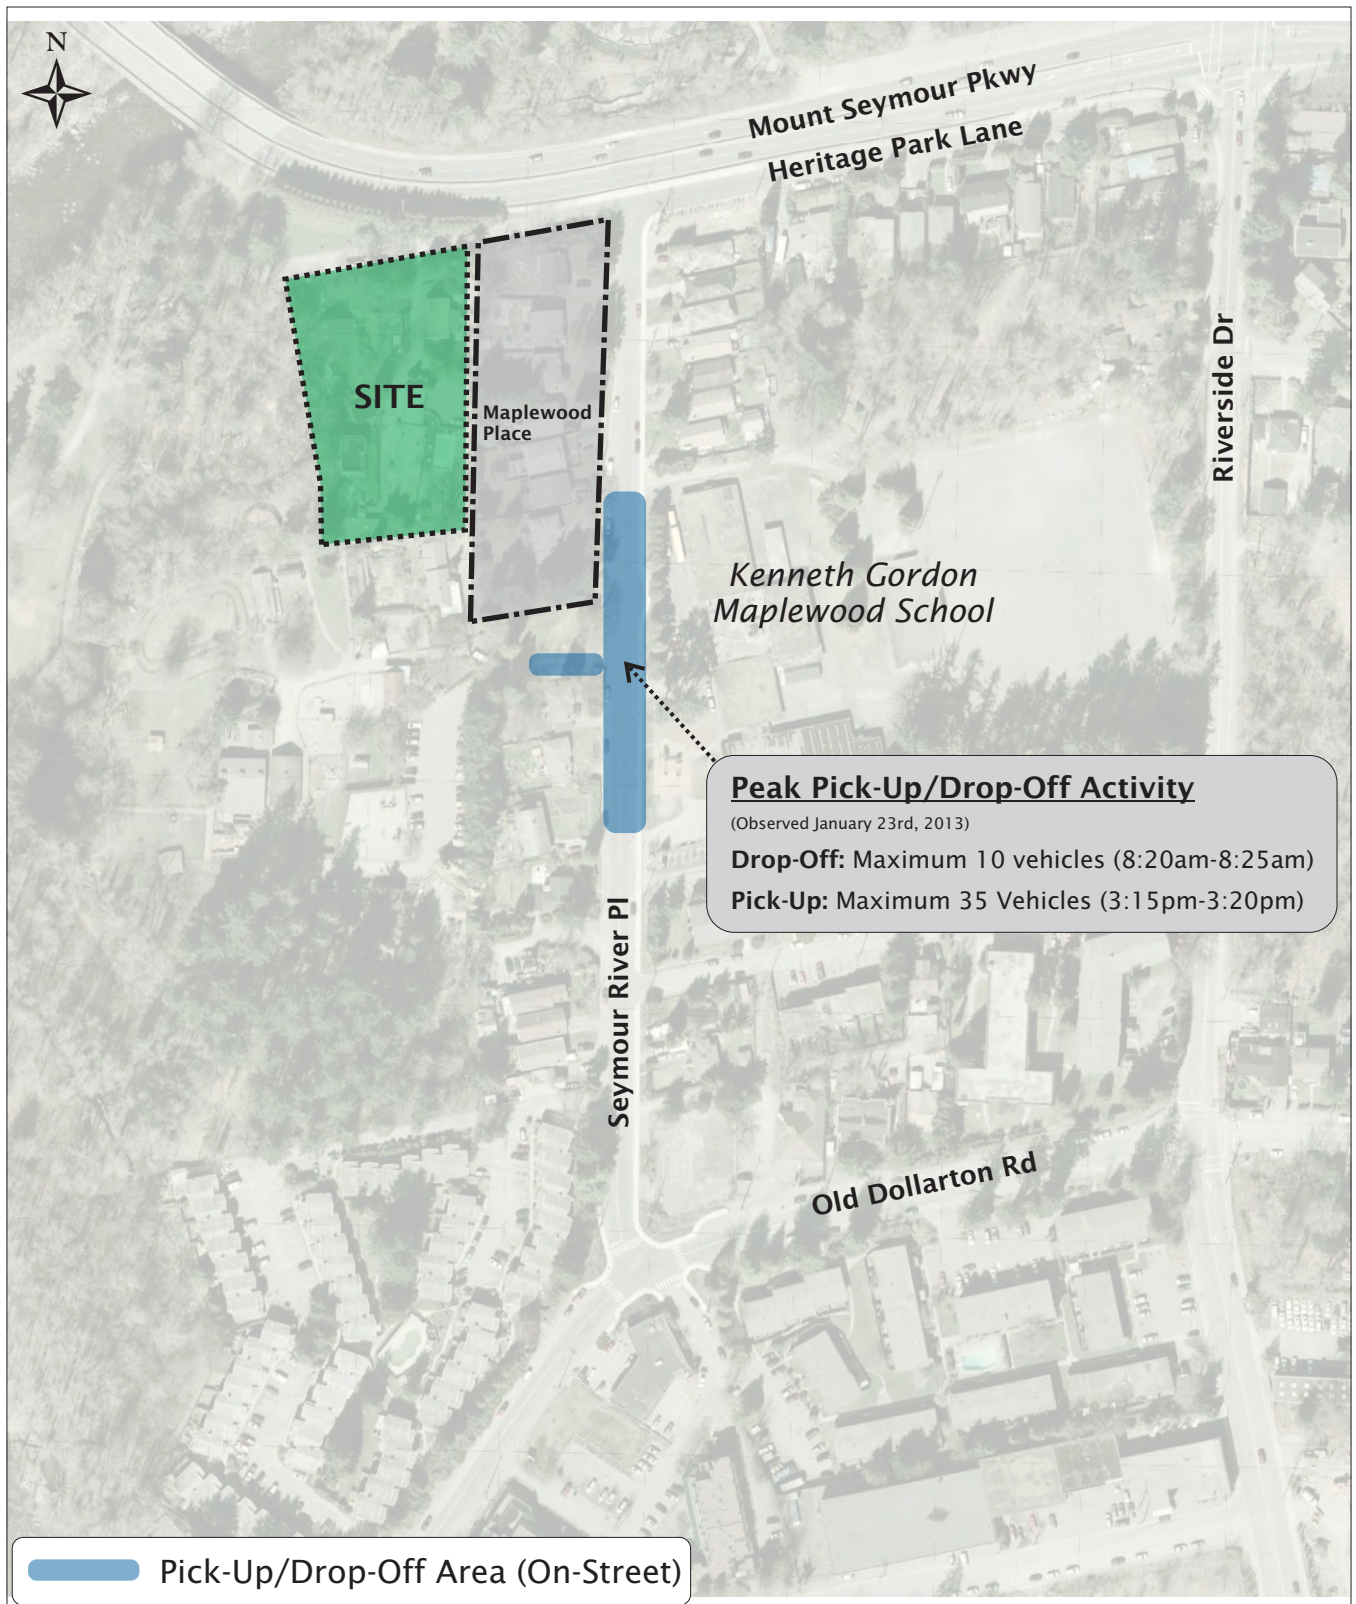 N
Mount Seymour Pkwy
Heritage Park Lane
Riverside Dr
SITE
Maplewood
Place
Kenneth Gordon
Maplewood School
Peak Pick-Up/Drop-Off Activity
(Observed January 23rd, 2013)
Drop-Off: Maximum 10 vehicles (8:20am-8:25am)
Pick-Up: Maximum 35 Vehicles (3:15pm-3:20pm)
Seymour River Pl
Old Dollarton Rd
Pick-Up/Drop-Off Area (On-Street)